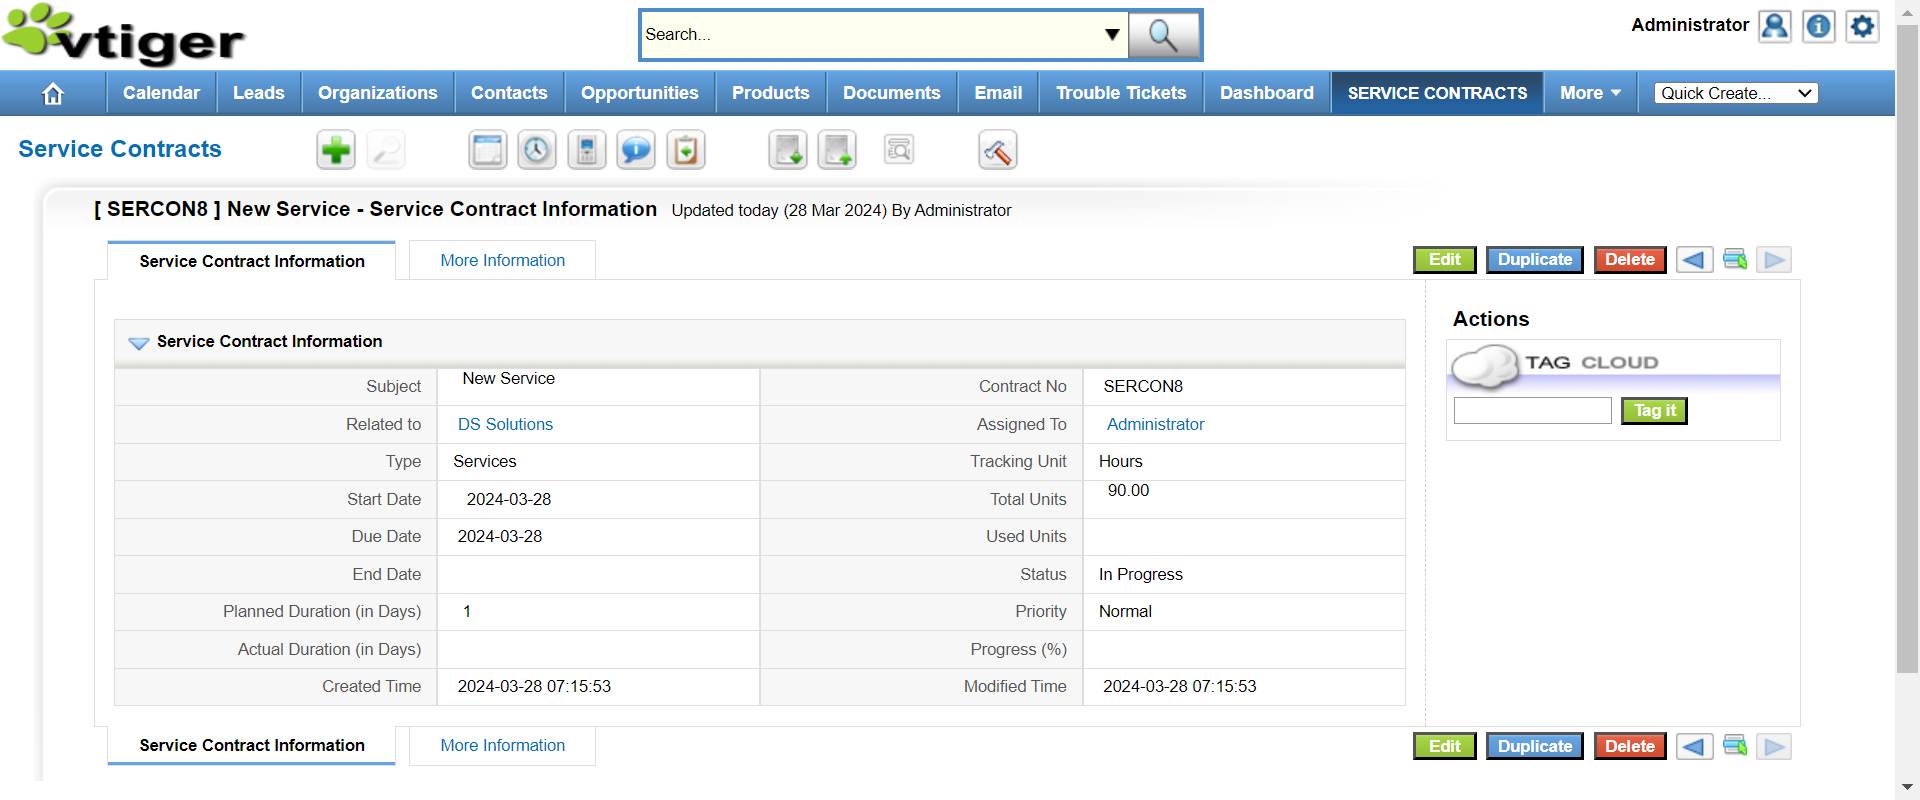 vtiger
Search...
Administrator
Calendar Leads Organizations Contacts Opportunities Products Documents Email Trouble Tickets Dashboard SERVICE CONTRACTS More Quick Create...
Service Contracts
[ SERCON8 ] New Service - Service Contract Information Updated today (28 Mar 2024) By Administrator
Service Contract Information More Information Edit Duplicate Delete
Actions
Service Contract Information
TAG CLOUD
Subject New Service Contract No SERCON8
Tag it
Related to DS Solutions Assigned To Administrator
Type Services Tracking Unit Hours
Start Date 2024-03-28 Total Units 90.00
Due Date 2024-03-28 Used Units
End Date Status In Progress
Planned Duration (in Days) 1 Priority Normal
Actual Duration (in Days) Progress (%)
Created Time 2024-03-28 07:15:53 Modified Time 2024-03-28 07:15:53
Service Contract Information More Information Edit Duplicate Delete